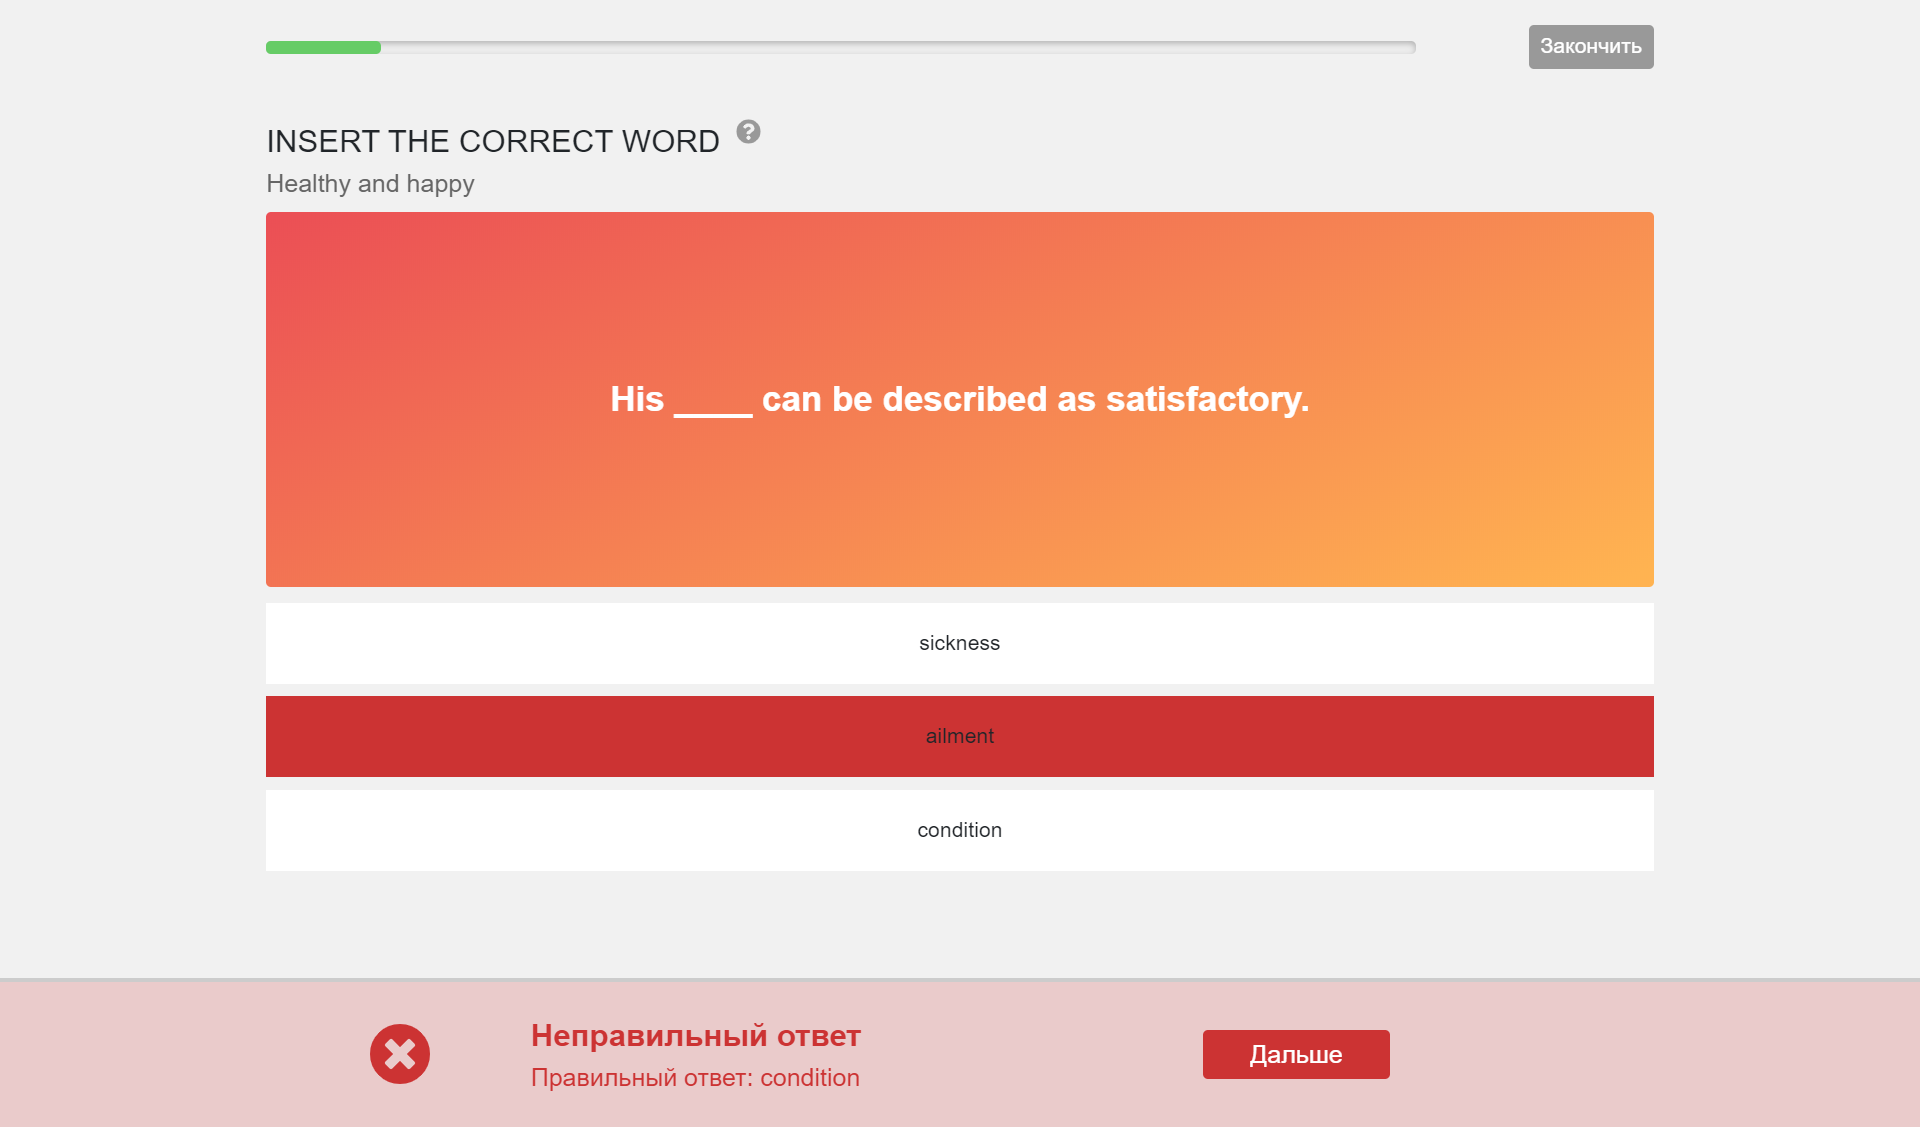 Закончить
INSERT THE CORRECT WORD
Healthy and happy
His ____ can be described as satisfactory.
sickness
ailment
condition
Неправильный ответ
Правильный ответ: condition
Дальше